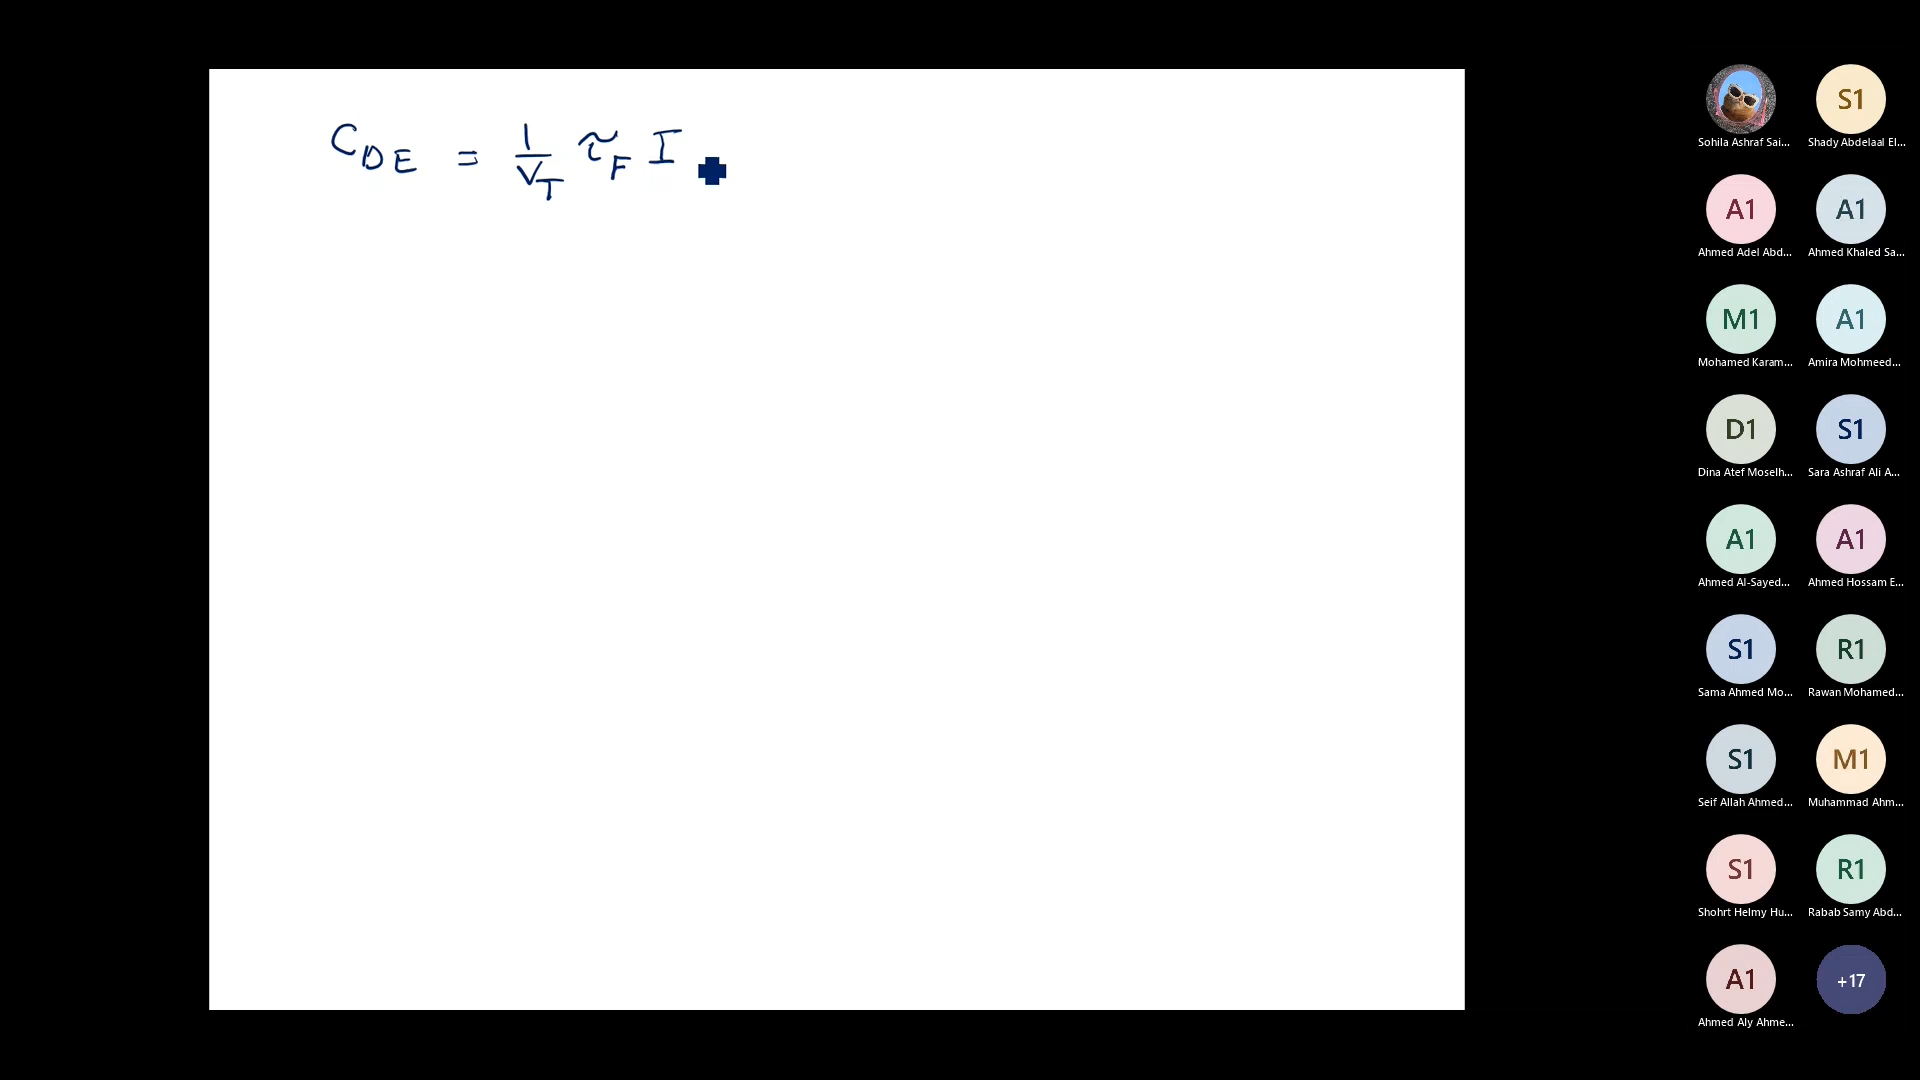 C_DE = 1/V_T τ_F I
S1
Sohila Ashraf Sai...
Shady Abdelaal El...
A1
A1
Ahmed Adel Abd...
Ahmed Khaled Sa...
M1
A1
Mohamed Karam...
Amira Mohmeed...
D1
S1
Dina Atef Moselh...
Sara Ashraf Ali A...
A1
A1
Ahmed Al-Sayed...
Ahmed Hossam E...
S1
R1
Sama Ahmed Mo...
Rawan Mohamed...
S1
M1
Seif Allah Ahmed...
Muhammad Ahm...
S1
R1
Shohrt Helmy Hu...
Rabab Samy Abd...
A1
+17
Ahmed Aly Ahme...